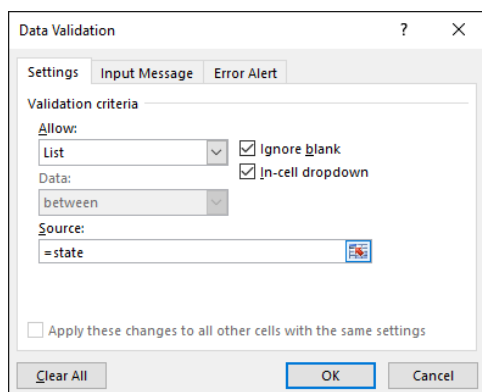 Data Validation ? ×
Settings Input Message Error Alert
Validation criteria
Allow:
List
Ignore blank
Data:
In-cell dropdown
between
Source:
=state
Apply these changes to all other cells with the same settings
Clear All OK Cancel